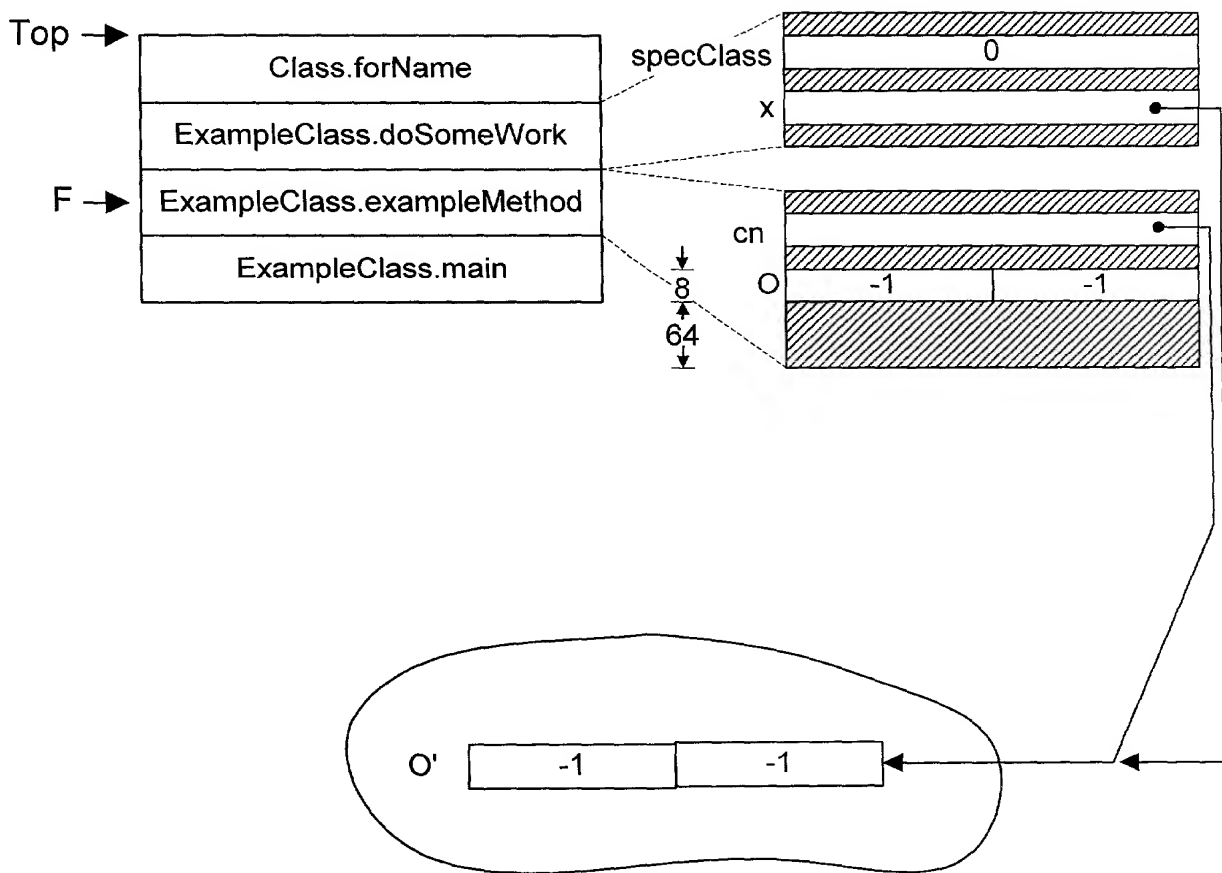 Top
Class.forName
ExampleClass.doSomeWork
F
ExampleClass.exampleMethod
ExampleClass.main
specClass
0
x
cn
O
-1
-1
8
64
O'
-1
-1